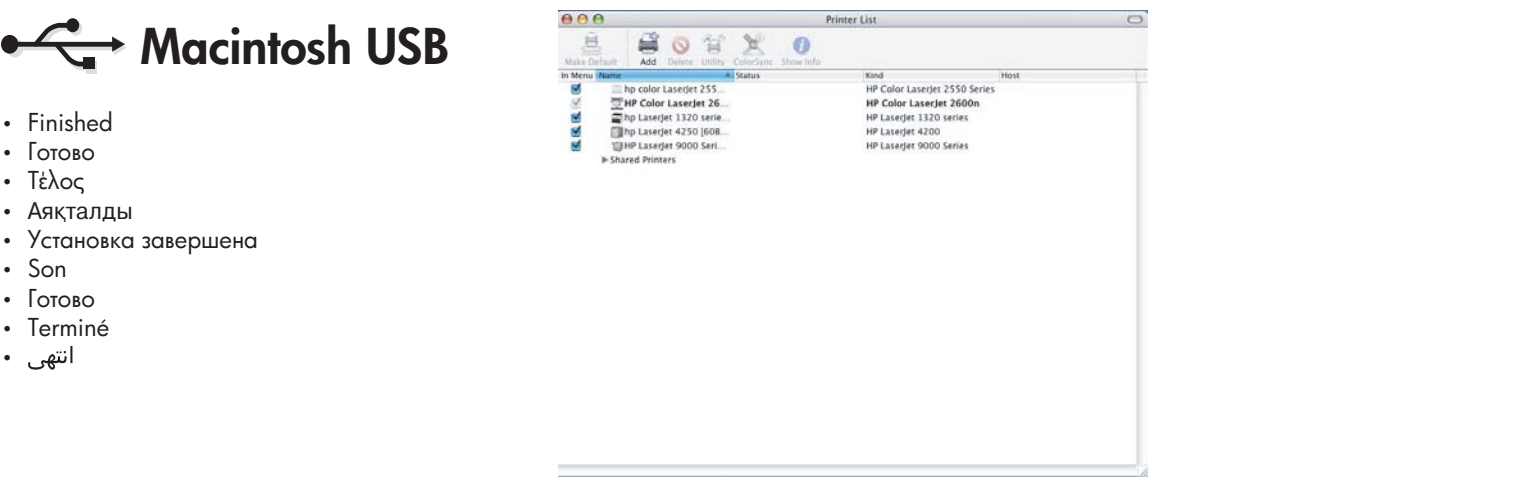 Macintosh USB
• Finished
• Готово
• Τέλος
• Аяқталды
• Установка завершена
• Son
• Готово
• Terminé
• انتهى
Printer List
Make Default Add Delete Utility ColorSync Show Info
In Menu Name Status Kind Host
hp color LaserJet 255... HP Color LaserJet 2550 Series
HP Color LaserJet 26... HP Color LaserJet 2600n
hp LaserJet 1320 serie... HP LaserJet 1320 series
hp LaserJet 4250 [608... HP LaserJet 4200
HP LaserJet 9000 Seri... HP LaserJet 9000 Series
Shared Printers